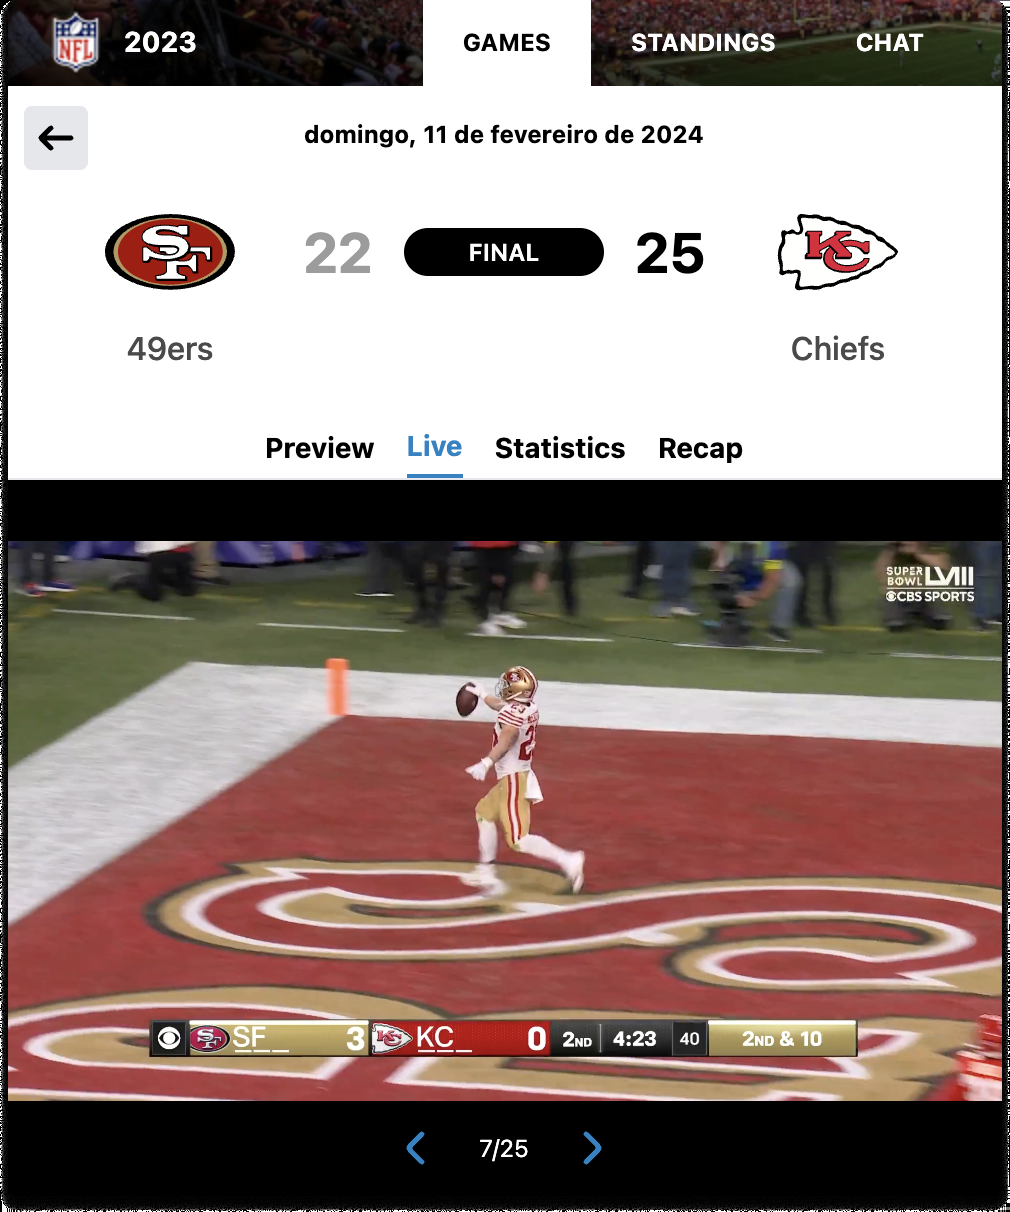 NFL 2023 GAMES STANDINGS CHAT
domingo, 11 de fevereiro de 2024
SF 22 FINAL 25 KC
49ers Chiefs
Preview Live Statistics Recap
SUPER BOWL LVIII
CBS SPORTS
23
SF 3 KC 0 2ND 4:23 40 2ND & 10
7/25